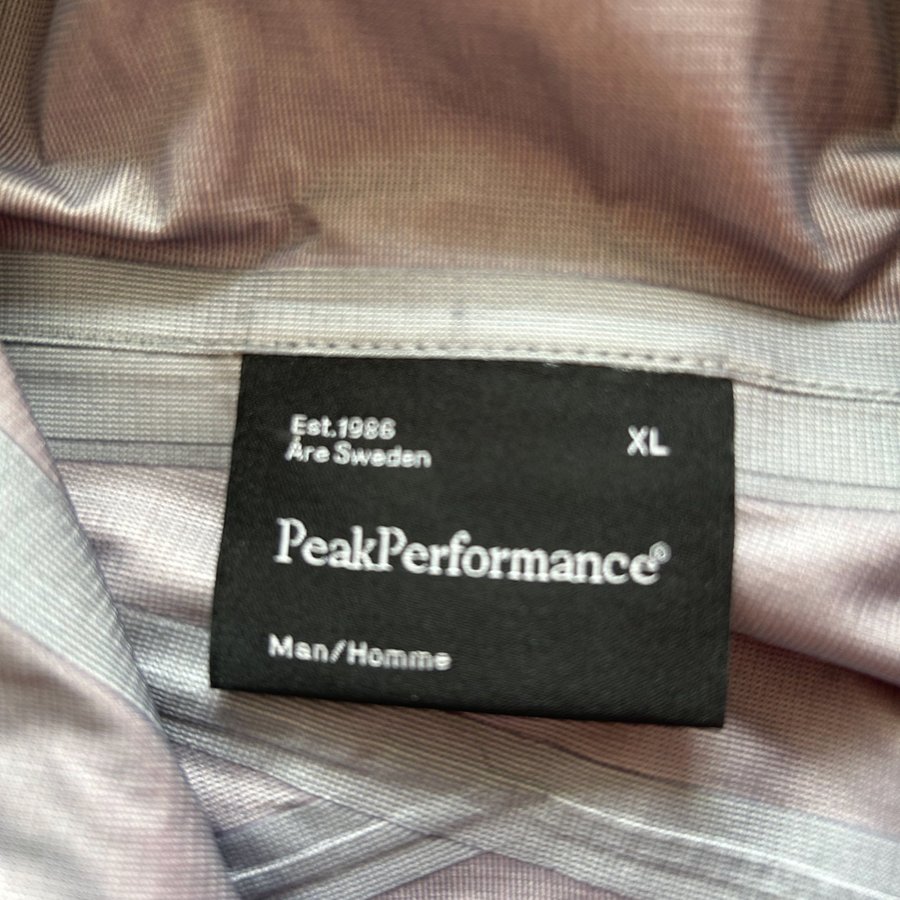 Est.1986
Åre Sweden
XL
PeakPerformance®
Man/Homme